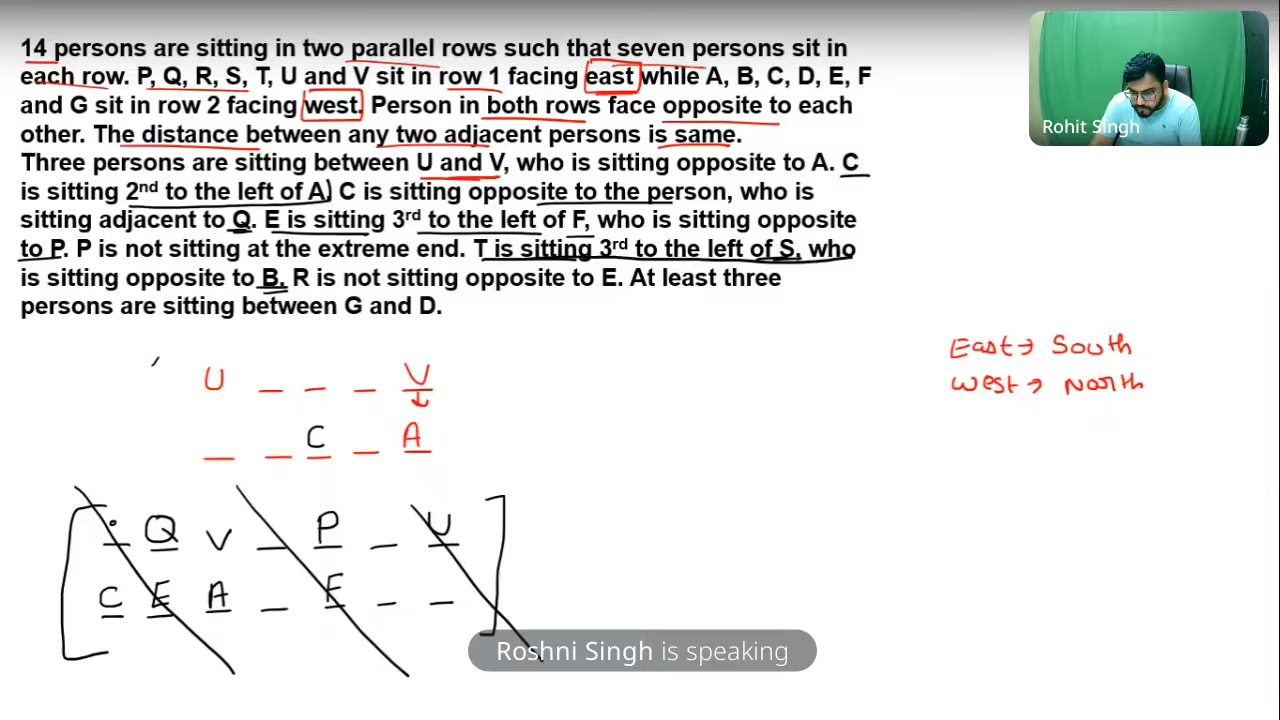 14 persons are sitting in two parallel rows such that seven persons sit in
each row. P, Q, R, S, T, U and V sit in row 1 facing east while A, B, C, D, E, F
and G sit in row 2 facing west. Person in both rows face opposite to each
other. The distance between any two adjacent persons is same.
Three persons are sitting between U and V, who is sitting opposite to A. C
is sitting 2nd to the left of A. C is sitting opposite to the person, who is
sitting adjacent to Q. E is sitting 3rd to the left of F, who is sitting opposite
to P. P is not sitting at the extreme end. T is sitting 3rd to the left of S, who
is sitting opposite to B. R is not sitting opposite to E. At least three
persons are sitting between G and D.
Rohit Singh
East → South
West → North
U _ _ _ V
_ _ C _ A
Q V _ P _ U
C E A _ F _ _
Roshni Singh is speaking